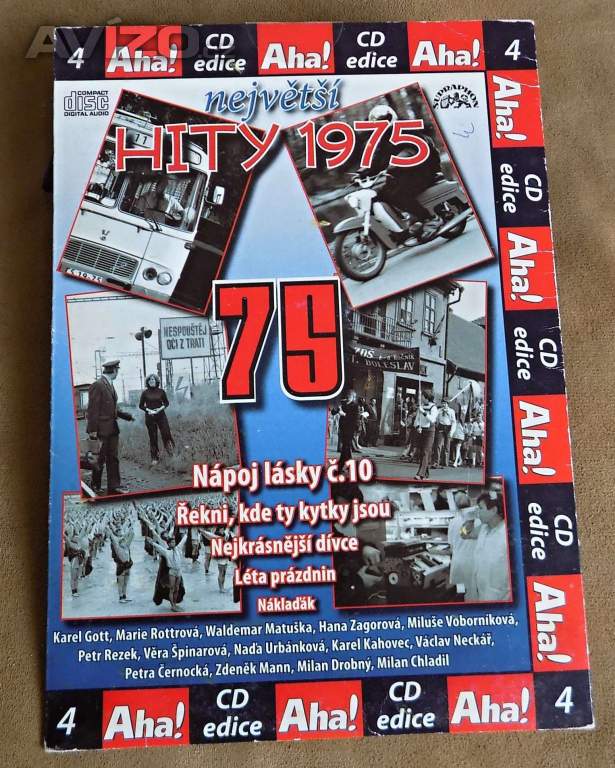 Avízo.cz
4 Aha! CD edice Aha! CD edice Aha! 4
COMPACT disc DIGITAL AUDIO
největší
SUPRAPHON
HITY 1975
Aha!
CD edice
Aha!
CD edice
Aha!
CD edice
Aha!
75
NESPOUŠTĚJ
OČÍ Z TRATI
BOLESLAV
Nápoj lásky č.10
Řekni, kde ty kytky jsou
Nejkrásnější dívce
Léta prázdnin
Náklaďák
Karel Gott, Marie Rottrová, Waldemar Matuška, Hana Zagorová, Miluše Voborníková,
Petr Rezek, Věra Špinarová, Naďa Urbánková, Karel Kahovec, Václav Neckář,
Petra Černocká, Zdeněk Mann, Milan Drobný, Milan Chladil
4 Aha! CD edice Aha! CD edice Aha! 4